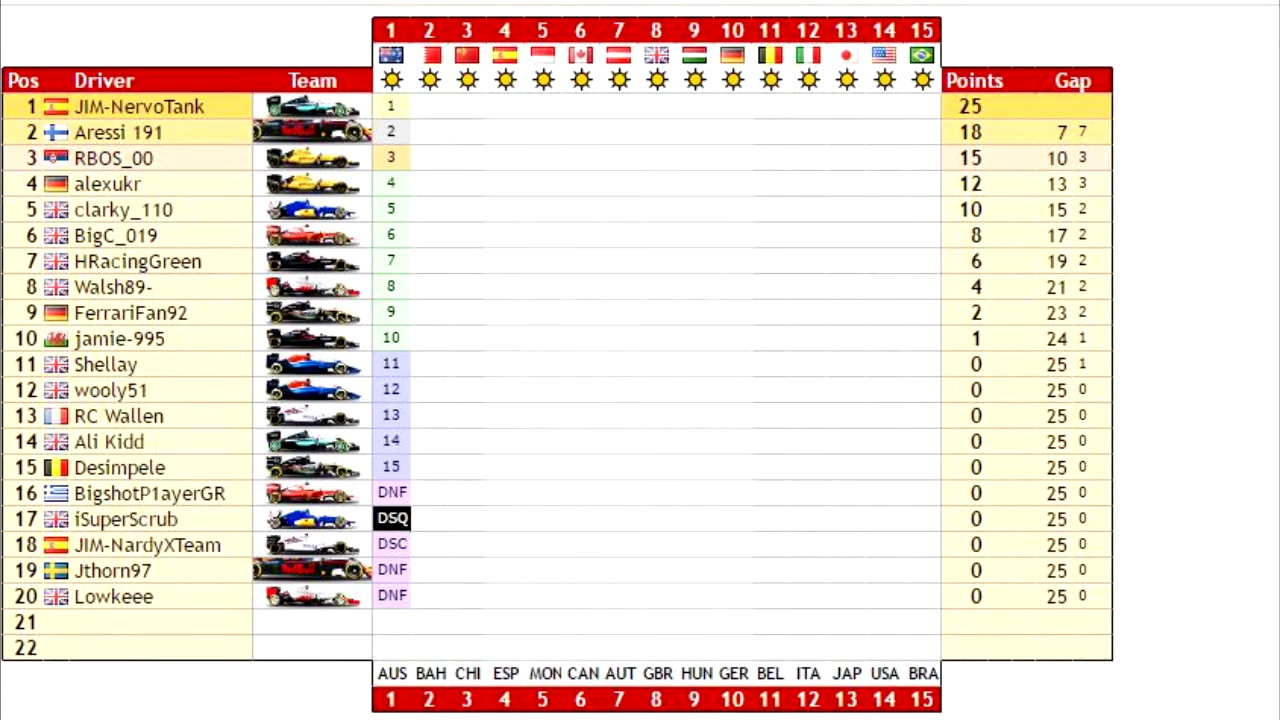 1 2 3 4 5 6 7 8 9 10 11 12 13 14 15
Pos Driver Team Points Gap
1 JIM-NervoTank 1 25
2 Aressi 191 2 18 7 7
3 RBOS_00 3 15 10 3
4 alexukr 4 12 13 3
5 clarky_110 5 10 15 2
6 BigC_019 6 8 17 2
7 HRacingGreen 7 6 19 2
8 Walsh89- 8 4 21 2
9 FerrariFan92 9 2 23 2
10 jamie-995 10 1 24 1
11 Shellay 11 0 25 1
12 wooly51 12 0 25 0
13 RC Wallen 13 0 25 0
14 Ali Kidd 14 0 25 0
15 Desimpele 15 0 25 0
16 BigshotP1ayerGR DNF 0 25 0
17 iSuperScrub DSQ 0 25 0
18 JIM-NardyXTeam DSC 0 25 0
19 Jthorn97 DNF 0 25 0
20 Lowkeee DNF 0 25 0
21
22
AUS BAH CHI ESP MON CAN AUT GBR HUN GER BEL ITA JAP USA BRA
1 2 3 4 5 6 7 8 9 10 11 12 13 14 15